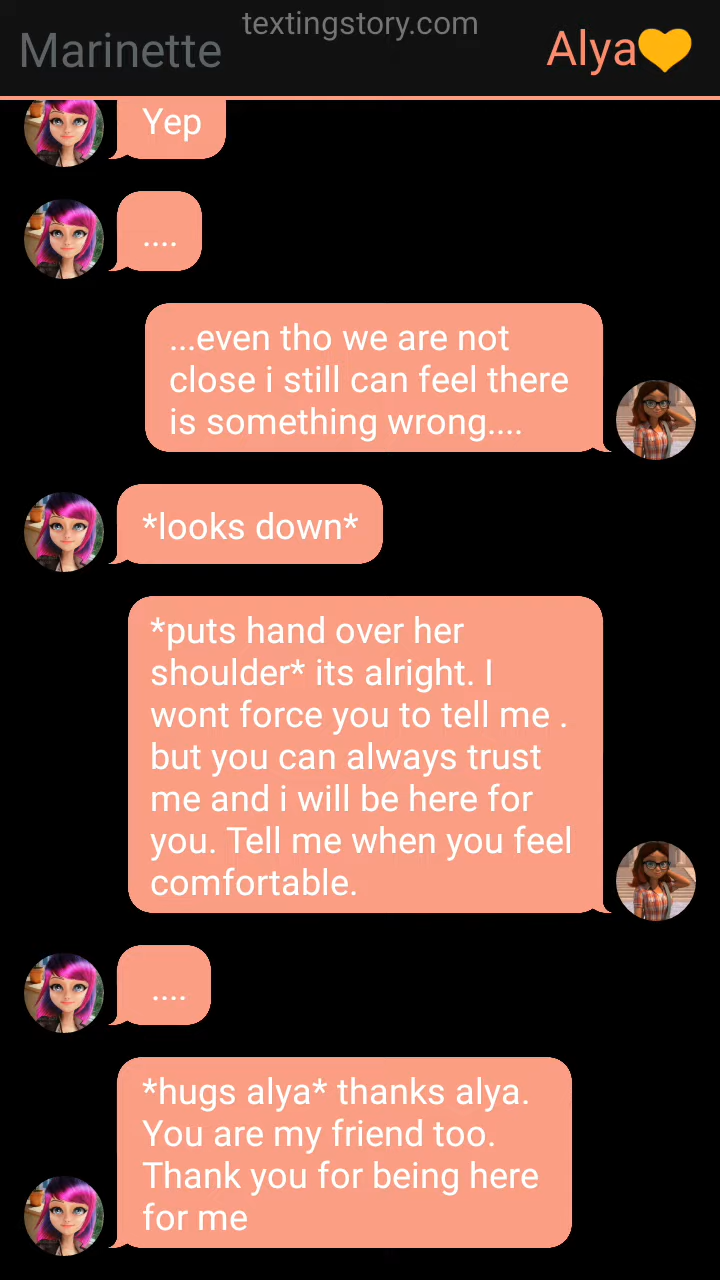 textingstory.com
Marinette
Alya💛
Yep
....
...even tho we are not
close i still can feel there
is something wrong....
*looks down*
*puts hand over her
shoulder* its alright. I
wont force you to tell me .
but you can always trust
me and i will be here for
you. Tell me when you feel
comfortable.
....
*hugs alya* thanks alya.
You are my friend too.
Thank you for being here
for me